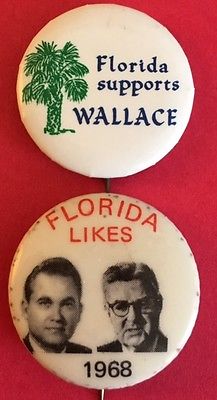 Florida
supports
WALLACE
FLORIDA
LIKES
1968